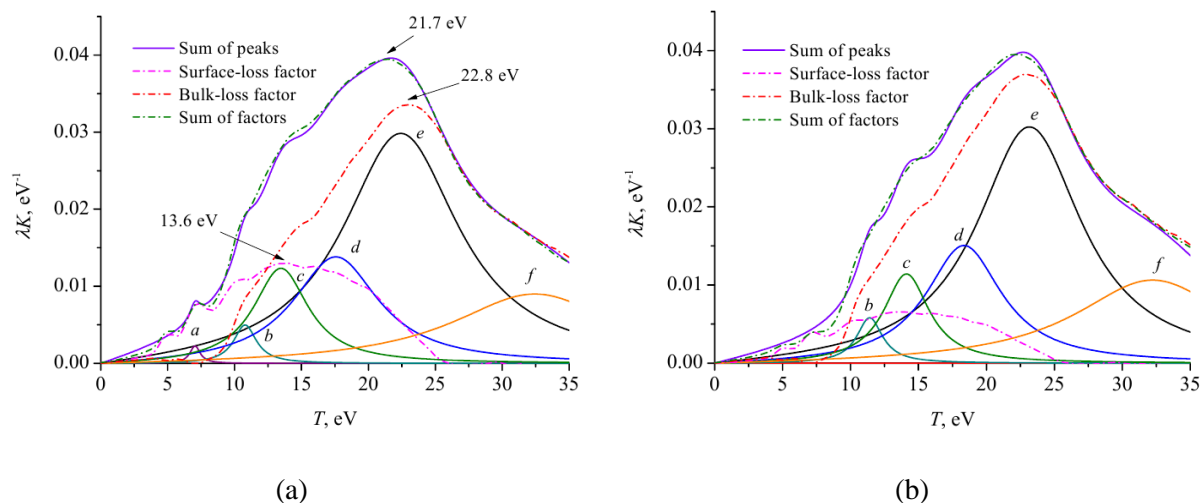 (a)
21.7 eV
Sum of peaks
Surface-loss factor
Bulk-loss factor
Sum of factors
22.8 eV
13.6 eV
a
b
c
d
e
f
λK, eV⁻¹
0.04
0.03
0.02
0.01
0.00
0 5 10 15 20 25 30 35
T, eV
(a)
(b)
Sum of peaks
Surface-loss factor
Bulk-loss factor
Sum of factors
b
c
d
e
f
λK, eV⁻¹
0.04
0.03
0.02
0.01
0.00
0 5 10 15 20 25 30 35
T, eV
(b)